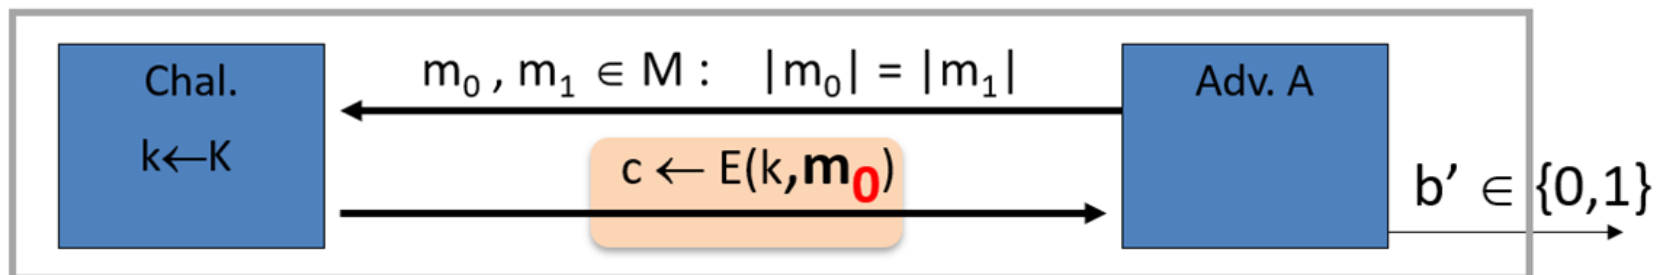 Chal.
k←K
m₀ , m₁ ∈ M : |m₀| = |m₁|
c ← E(k,m₀)
Adv. A
b’ ∈ {0,1}